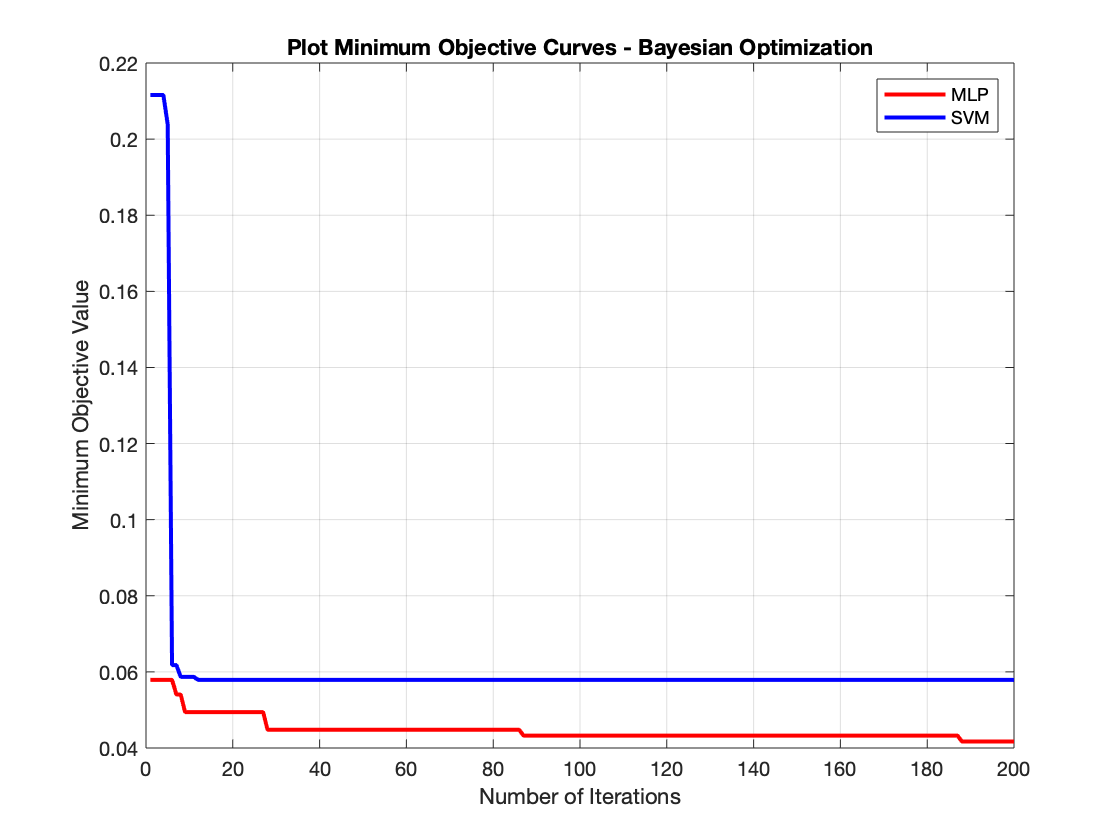 Plot Minimum Objective Curves - Bayesian Optimization
MLP
SVM
Minimum Objective Value
0.22
0.2
0.18
0.16
0.14
0.12
0.1
0.08
0.06
0.04
0 20 40 60 80 100 120 140 160 180 200
Number of Iterations